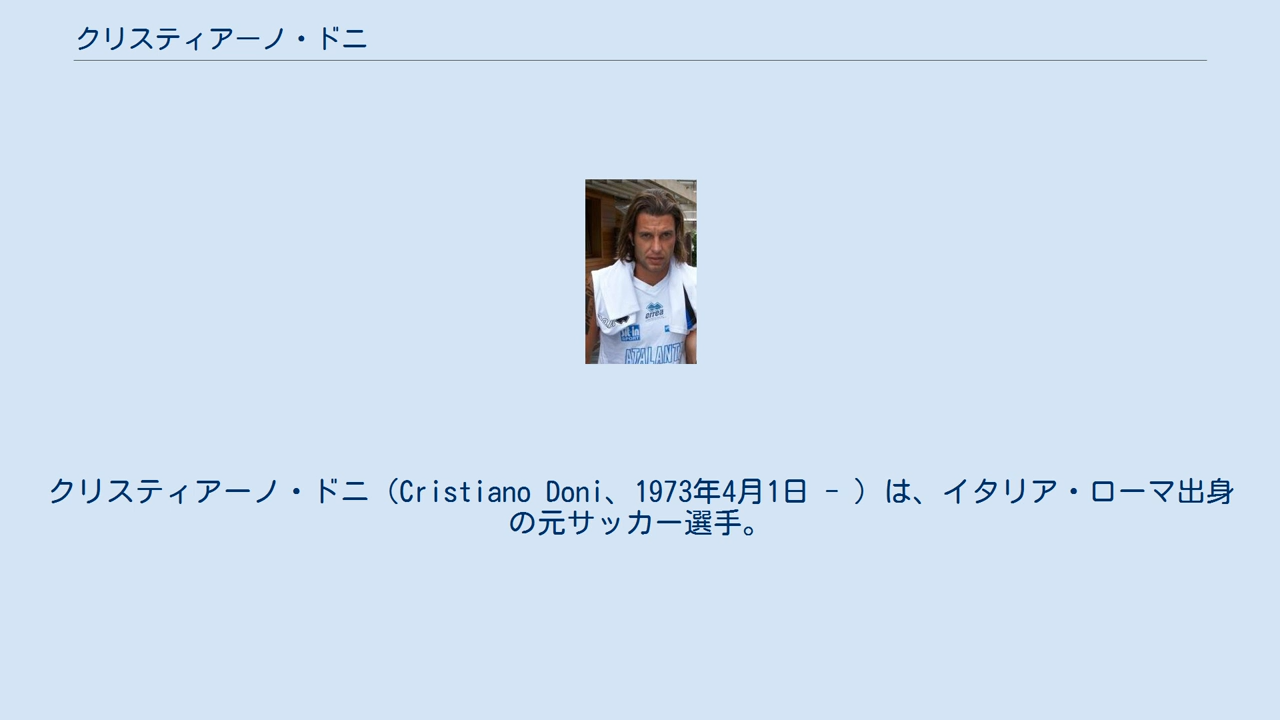 クリスティアーノ・ドニ
errea
ATALANT
クリスティアーノ・ドニ（Cristiano Doni、1973年4月1日 - ）は、イタリア・ローマ出身
の元サッカー選手。